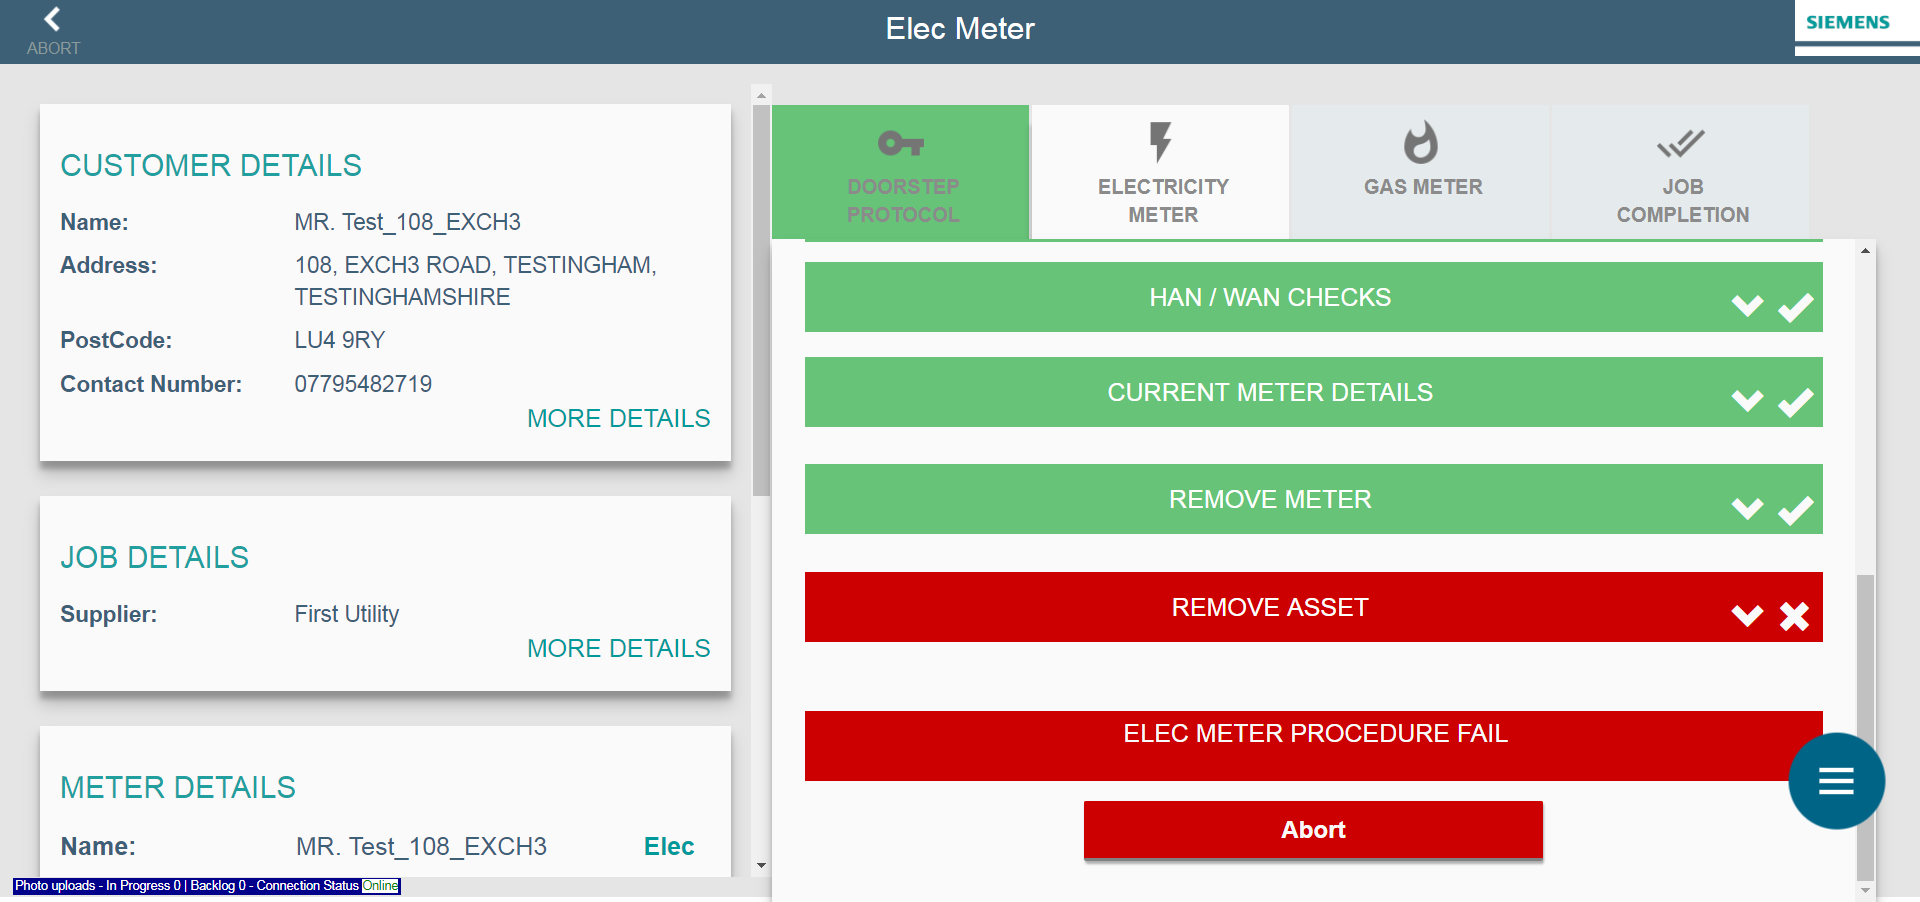 ABORT
Elec Meter
SIEMENS
CUSTOMER DETAILS
Name: MR. Test_108_EXCH3
Address: 108, EXCH3 ROAD, TESTINGHAM,
TESTINGHAMSHIRE
PostCode: LU4 9RY
Contact Number: 07795482719
MORE DETAILS
JOB DETAILS
Supplier: First Utility
MORE DETAILS
METER DETAILS
Name: MR. Test_108_EXCH3 Elec
Photo uploads - In Progress 0 | Backlog 0 - Connection Status Online
DOORSTEP
PROTOCOL
ELECTRICITY
METER
GAS METER
JOB
COMPLETION
HAN / WAN CHECKS
CURRENT METER DETAILS
REMOVE METER
REMOVE ASSET
ELEC METER PROCEDURE FAIL
Abort